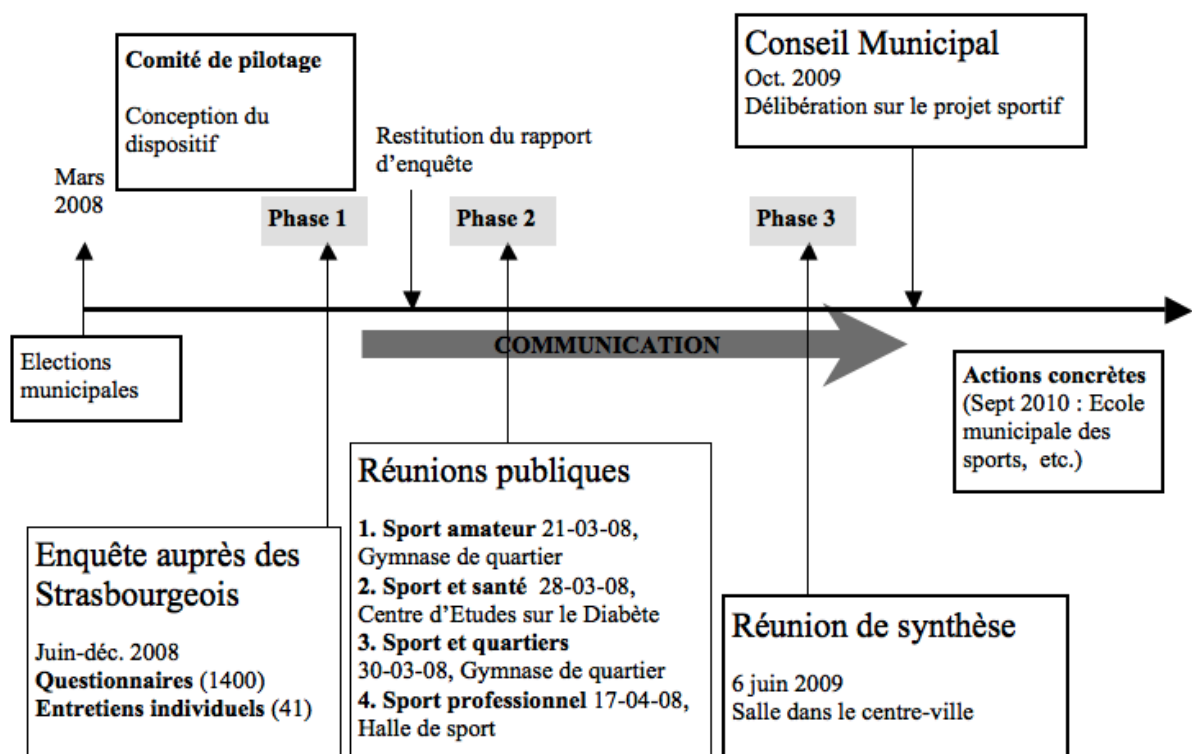 Comité de pilotage
Conception du
dispositif
Conseil Municipal
Oct. 2009
Délibération sur le projet sportif
Restitution du rapport
d’enquête
Mars
2008
Phase 1
Phase 2
Phase 3
COMMUNICATION
Elections
municipales
Actions concrètes
(Sept 2010 : Ecole
municipale des
sports, etc.)
Enquête auprès des
Strasbourgeois
Juin-déc. 2008
Questionnaires (1400)
Entretiens individuels (41)
Réunions publiques
1. Sport amateur 21-03-08,
Gymnase de quartier
2. Sport et santé 28-03-08,
Centre d’Etudes sur le Diabète
3. Sport et quartiers
30-03-08, Gymnase de quartier
4. Sport professionnel 17-04-08,
Halle de sport
Réunion de synthèse
6 juin 2009
Salle dans le centre-ville